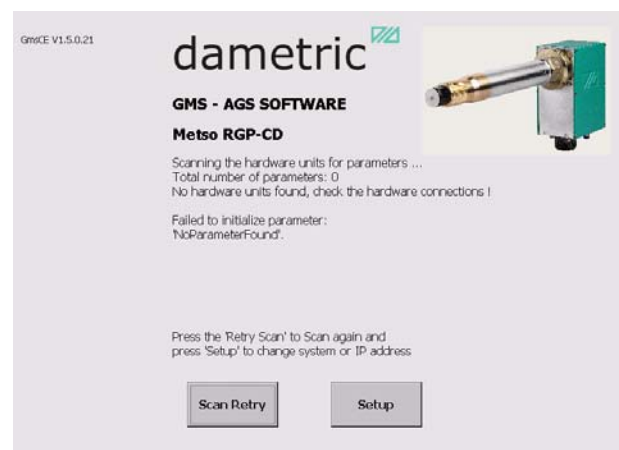 GmsCE V1.5.0.21
dametric
GMS - AGS SOFTWARE
Metso RGP-CD
Scanning the hardware units for parameters ...
Total number of parameters: 0
No hardware units found, check the hardware connections !
Failed to initialize parameter:
'NoParameterFound'.
Press the 'Retry Scan' to Scan again and
press 'Setup' to change system or IP address
Scan Retry
Setup